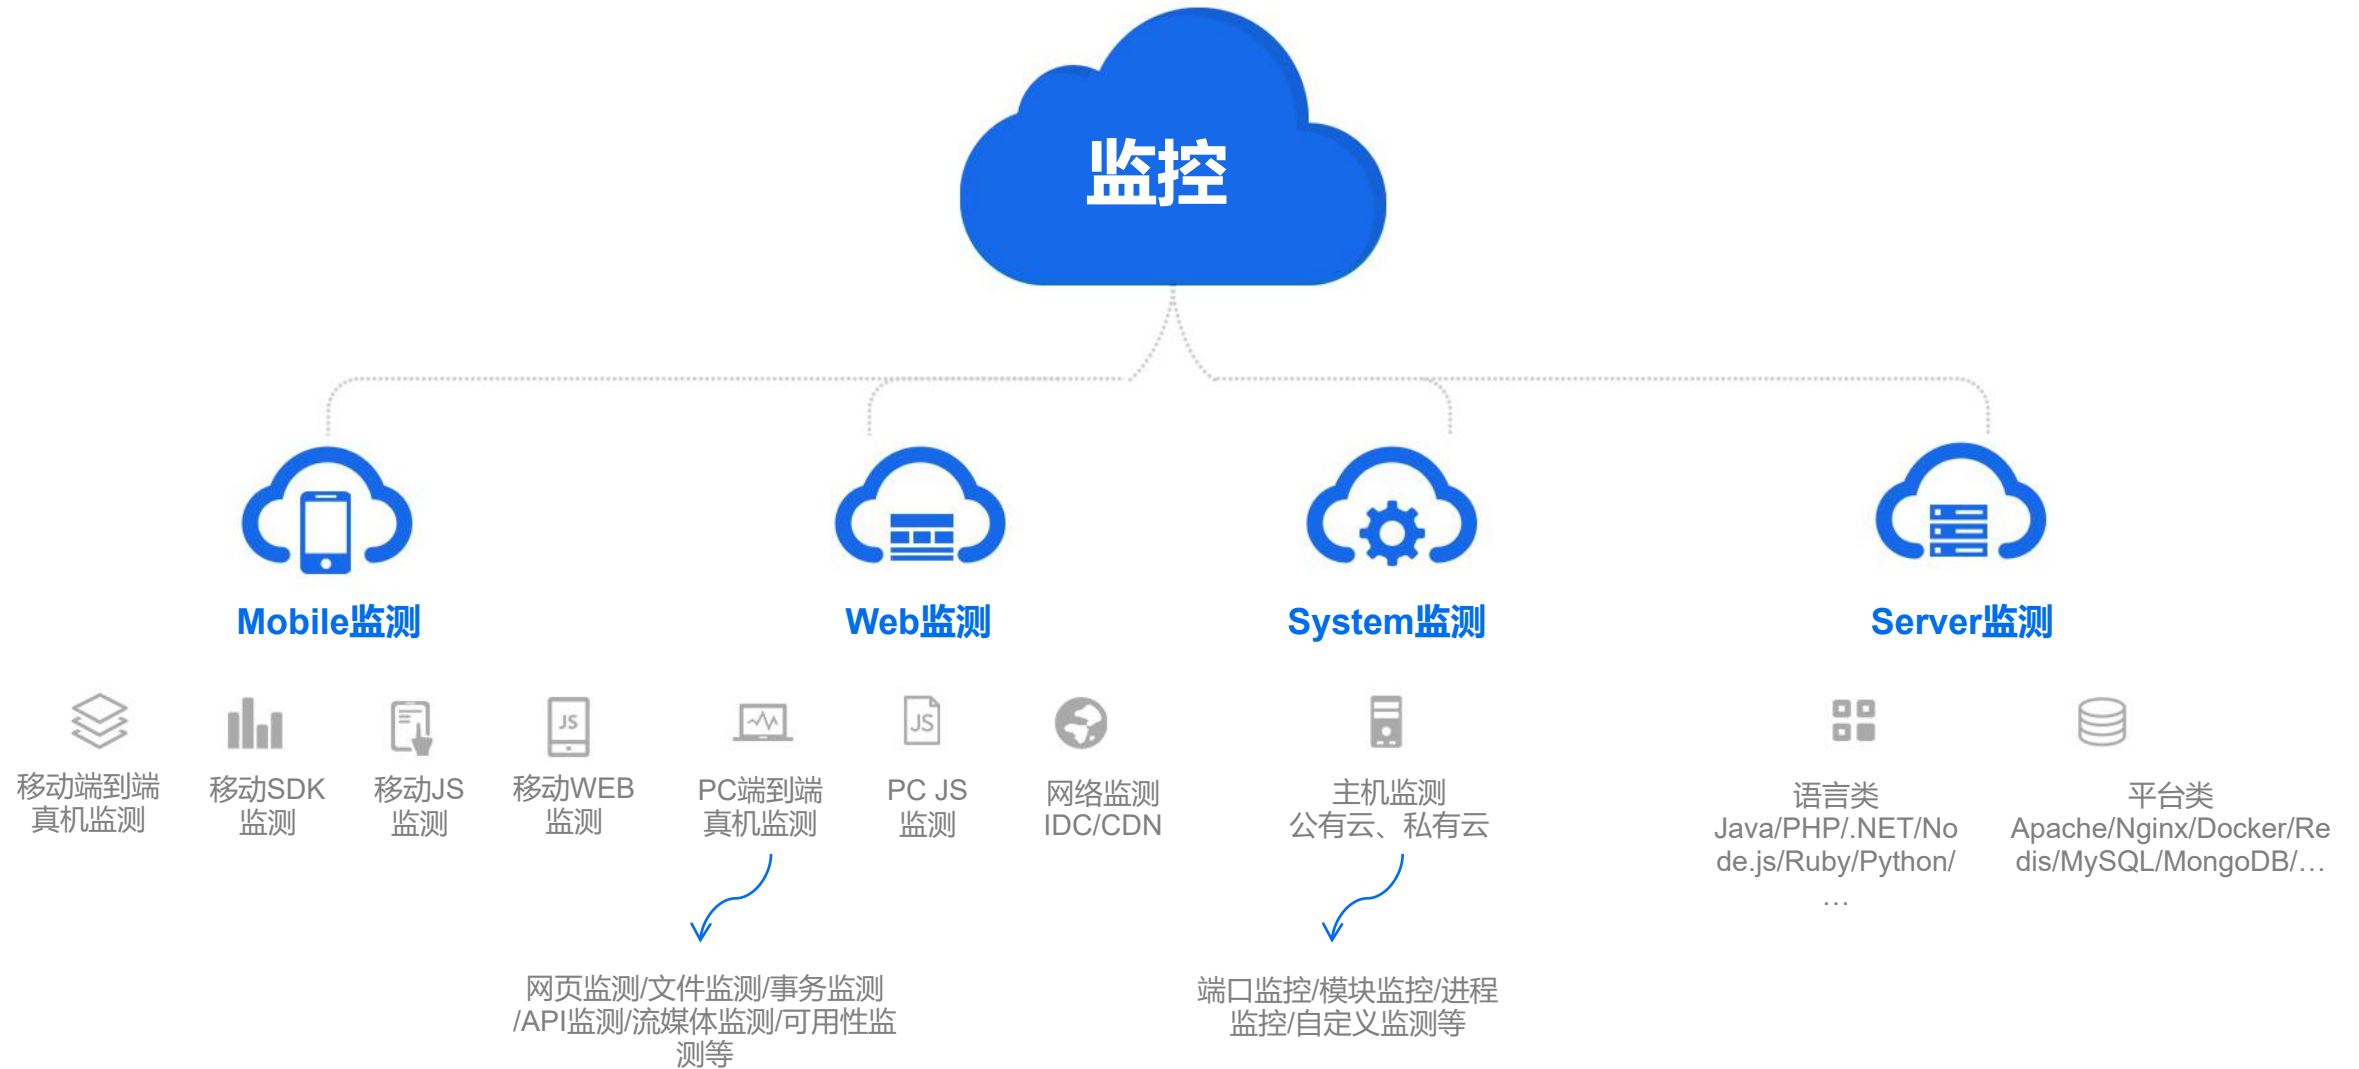 监控
Mobile监测
Web监测
System监测
Server监测
JS
JS
移动端到端
真机监测
移动SDK
监测
移动JS
监测
移动WEB
监测
PC端到端
真机监测
PC JS
监测
网络监测
IDC/CDN
主机监测
公有云、私有云
语言类
Java/PHP/.NET/No
de.js/Ruby/Python/
…
平台类
Apache/Nginx/Docker/Re
dis/MySQL/MongoDB/…
网页监测/文件监测/事务监测
/API监测/流媒体监测/可用性监
测等
端口监控/模块监控/进程
监控/自定义监测等